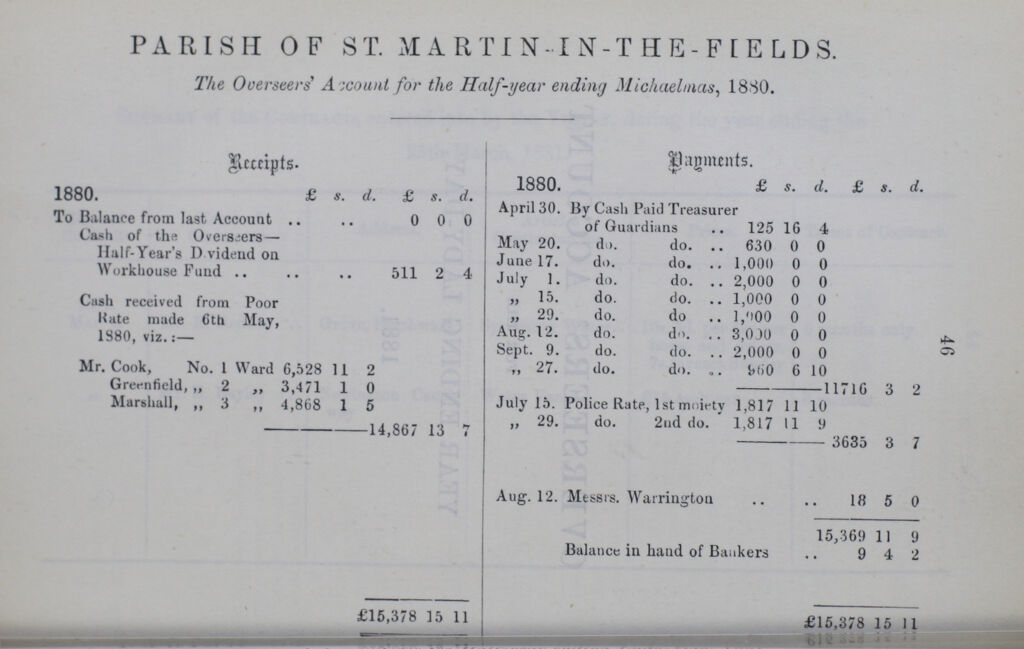 PARISH OF ST. MARTIN-IN-THE-FIELDS.
The Overseers' Account for the Half-year ending Michaelmas, 1880.
Receipts.
1880. £ s. d. £ s. d.
To Balance from last Account .. .. 0 0 0
Cash of the Overseers—
Half-Year's Dividend on
Workhouse Fund .. .. .. 511 2 4
Cash received from Poor
Rate made 6th May,
1880, viz.:—
Mr. Cook, No. 1 Ward 6,528 11 2
Greenfield, „ 2 „ 3,471 1 0
Marshall, „ 3 „ 4,868 1 5
14,867 13 7
£15,378 15 11
Payments.
1880. £ s. d. £ s. d.
April 30. By Cash Paid Treasurer
of Guardians .. 125 16 4
May 20. do. do. .. 630 0 0
June 17. do. do. .. 1,000 0 0
July 1. do. do. .. 2,000 0 0
„ 15. do. do. .. 1,000 0 0
„ 29. do. do .. 1,000 0 0
Aug. 12. do. do. .. 3,000 0 0
Sept. 9. do. do. .. 2,000 0 0
„ 27. do. do. .. 960 6 10
11716 3 2
July 15. Police Rate, 1st moiety 1,817 11 10
„ 29. do. 2nd do. 1,817 11 9
3635 3 7
Aug. 12. Messrs. Warrington .. .. 18 5 0
15,369 11 9
Balance in hand of Bankers .. 9 4 2
£15,378 15 11
46